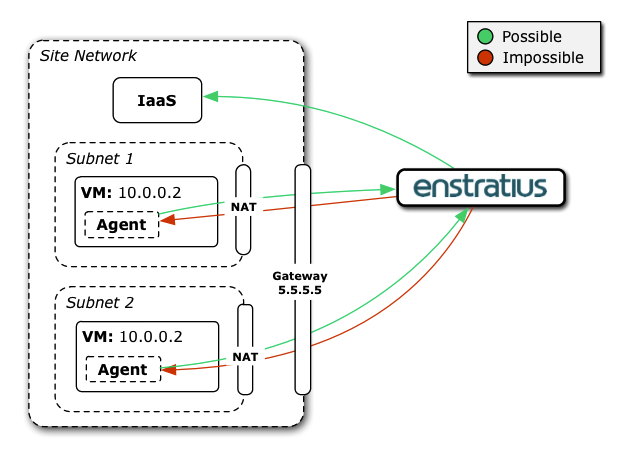 Possible
Impossible
Site Network
IaaS
Subnet 1
VM: 10.0.0.2
Agent
NAT
enstratius
Gateway
5.5.5.5
Subnet 2
VM: 10.0.0.2
Agent
NAT